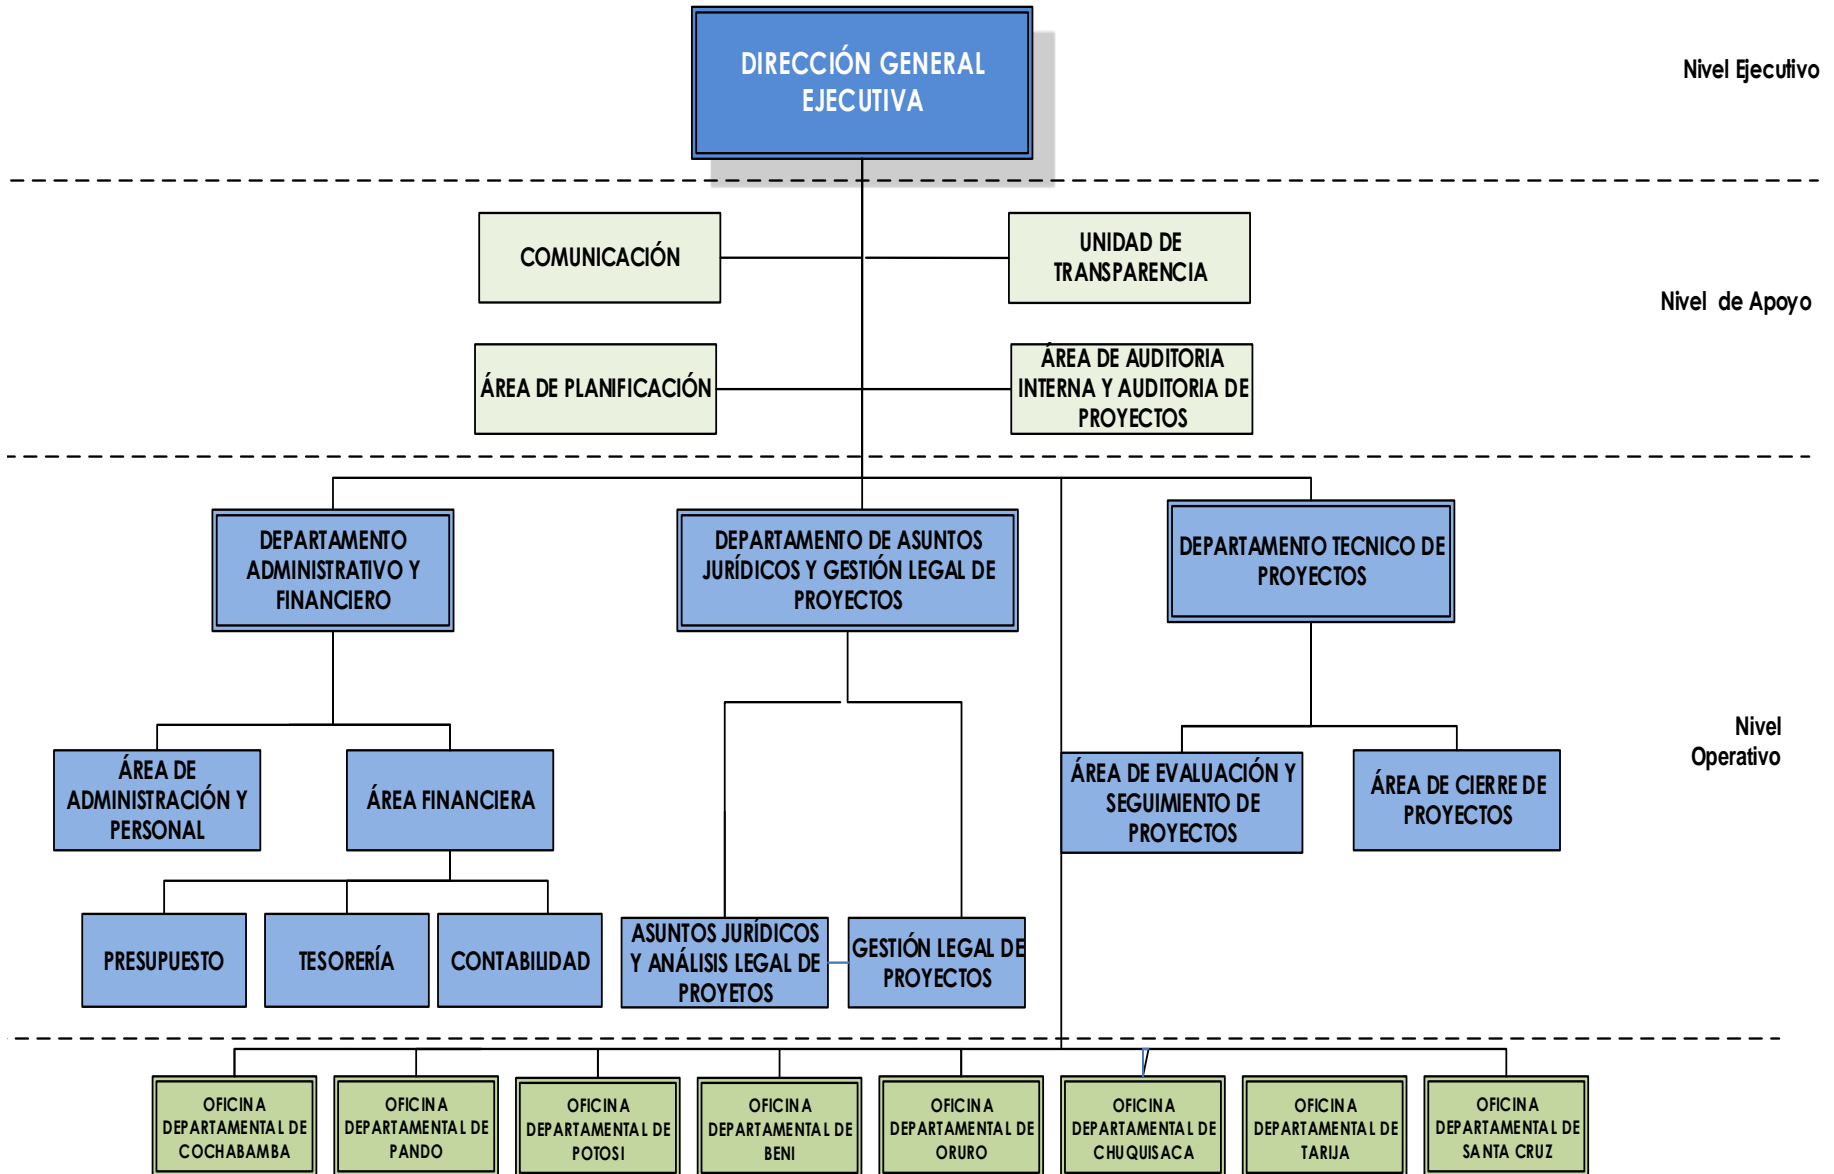 DIRECCIÓN GENERAL
EJECUTIVA
Nivel Ejecutivo
COMUNICACIÓN
UNIDAD DE
TRANSPARENCIA
Nivel de Apoyo
ÁREA DE PLANIFICACIÓN
ÁREA DE AUDITORIA
INTERNA Y AUDITORIA DE
PROYECTOS
DEPARTAMENTO
ADMINISTRATIVO Y
FINANCIERO
DEPARTAMENTO DE ASUNTOS
JURÍDICOS Y GESTIÓN LEGAL DE
PROYECTOS
DEPARTAMENTO TECNICO DE
PROYECTOS
Nivel
Operativo
ÁREA DE
ADMINISTRACIÓN Y
PERSONAL
ÁREA FINANCIERA
ÁREA DE EVALUACIÓN Y
SEGUIMIENTO DE
PROYECTOS
ÁREA DE CIERRE DE
PROYECTOS
PRESUPUESTO
TESORERÍA
CONTABILIDAD
ASUNTOS JURÍDICOS
Y ANÁLISIS LEGAL DE
PROYETOS
GESTIÓN LEGAL DE
PROYECTOS
OFICINA
DEPARTAMENTAL DE
COCHABAMBA
OFICINA
DEPARTAMENTAL DE
PANDO
OFICINA
DEPARTAMENTAL DE
POTOSI
OFICINA
DEPARTAMENTAL DE
BENI
OFICINA
DEPARTAMENTAL DE
ORURO
OFICINA
DEPARTAMENTAL DE
CHUQUISACA
OFICINA
DEPARTAMENTAL DE
TARIJA
OFICINA
DEPARTAMENTAL DE
SANTA CRUZ